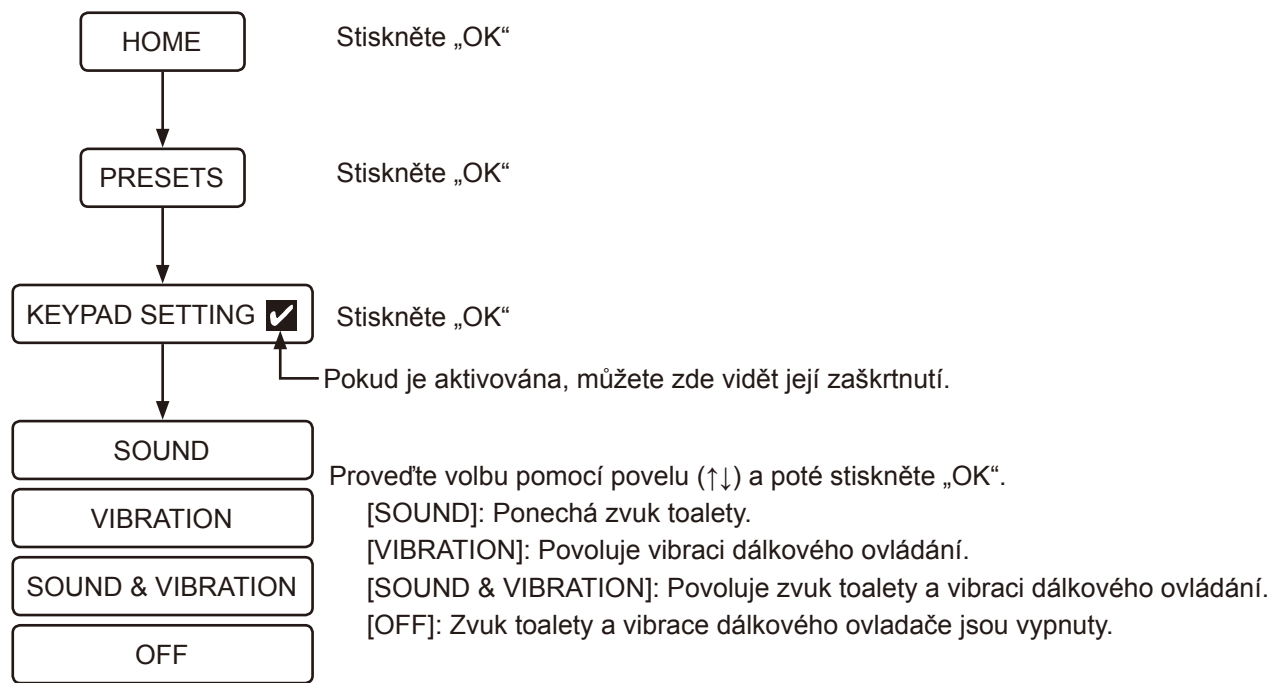 HOME
Stiskněte „OK“
PRESETS
Stiskněte „OK“
KEYPAD SETTING ✔
Stiskněte „OK“
Pokud je aktivována, můžete zde vidět její zaškrtnutí.
SOUND
VIBRATION
SOUND & VIBRATION
OFF
Proveďte volbu pomocí povelu (↑↓) a poté stiskněte „OK“.
[SOUND]: Ponechá zvuk toalety.
[VIBRATION]: Povoluje vibraci dálkového ovládání.
[SOUND & VIBRATION]: Povoluje zvuk toalety a vibraci dálkového ovládání.
[OFF]: Zvuk toalety a vibrace dálkového ovladače jsou vypnuty.